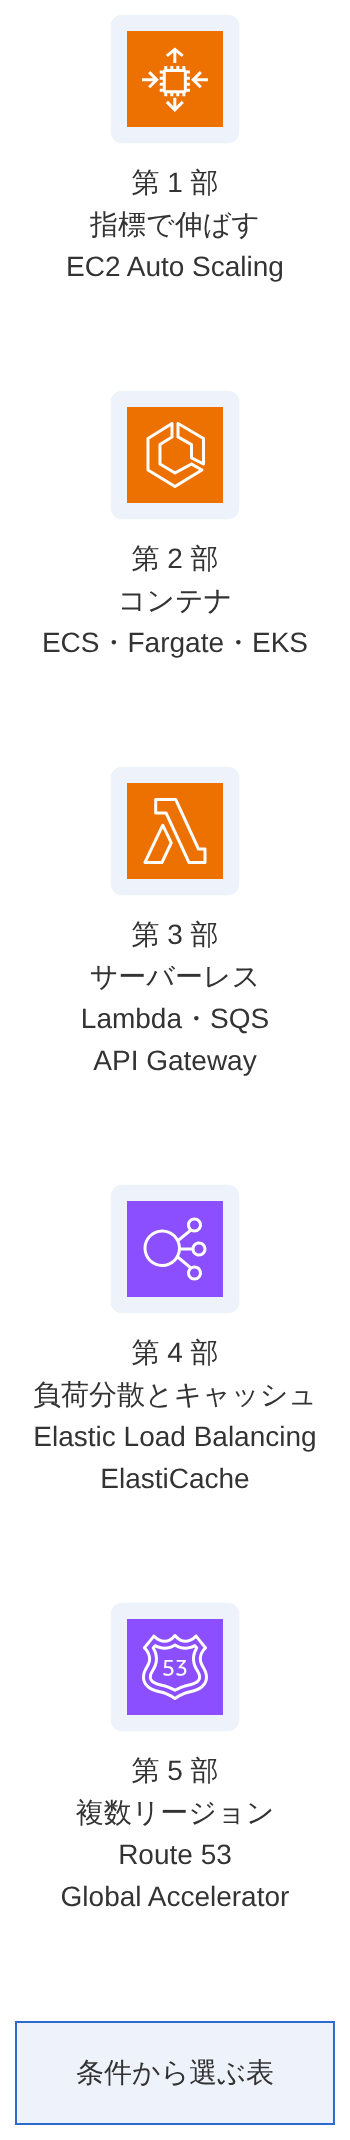 第 1 部
指標で伸ばす
EC2 Auto Scaling
第 2 部
コンテナ
ECS・Fargate・EKS
第 3 部
サーバーレス
Lambda・SQS
API Gateway
第 4 部
負荷分散とキャッシュ
Elastic Load Balancing
ElastiCache
53
第 5 部
複数リージョン
Route 53
Global Accelerator
条件から選ぶ表